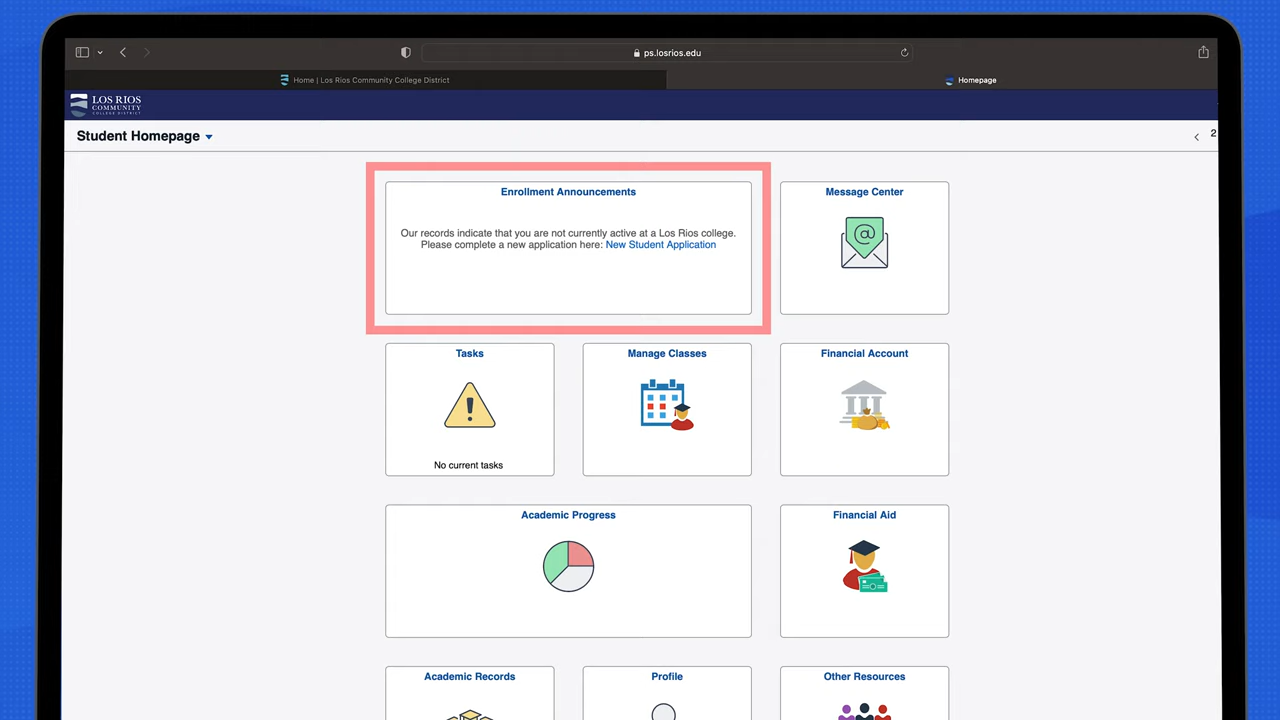 ps.losrios.edu
Home | Los Rios Community College District
Homepage
LOS RIOS
COMMUNITY
COLLEGE DISTRICT
Student Homepage
2
Enrollment Announcements
Message Center
Our records indicate that you are not currently active at a Los Rios college.
Please complete a new application here: New Student Application
@
Tasks
Manage Classes
Financial Account
No current tasks
Academic Progress
Financial Aid
Academic Records
Profile
Other Resources